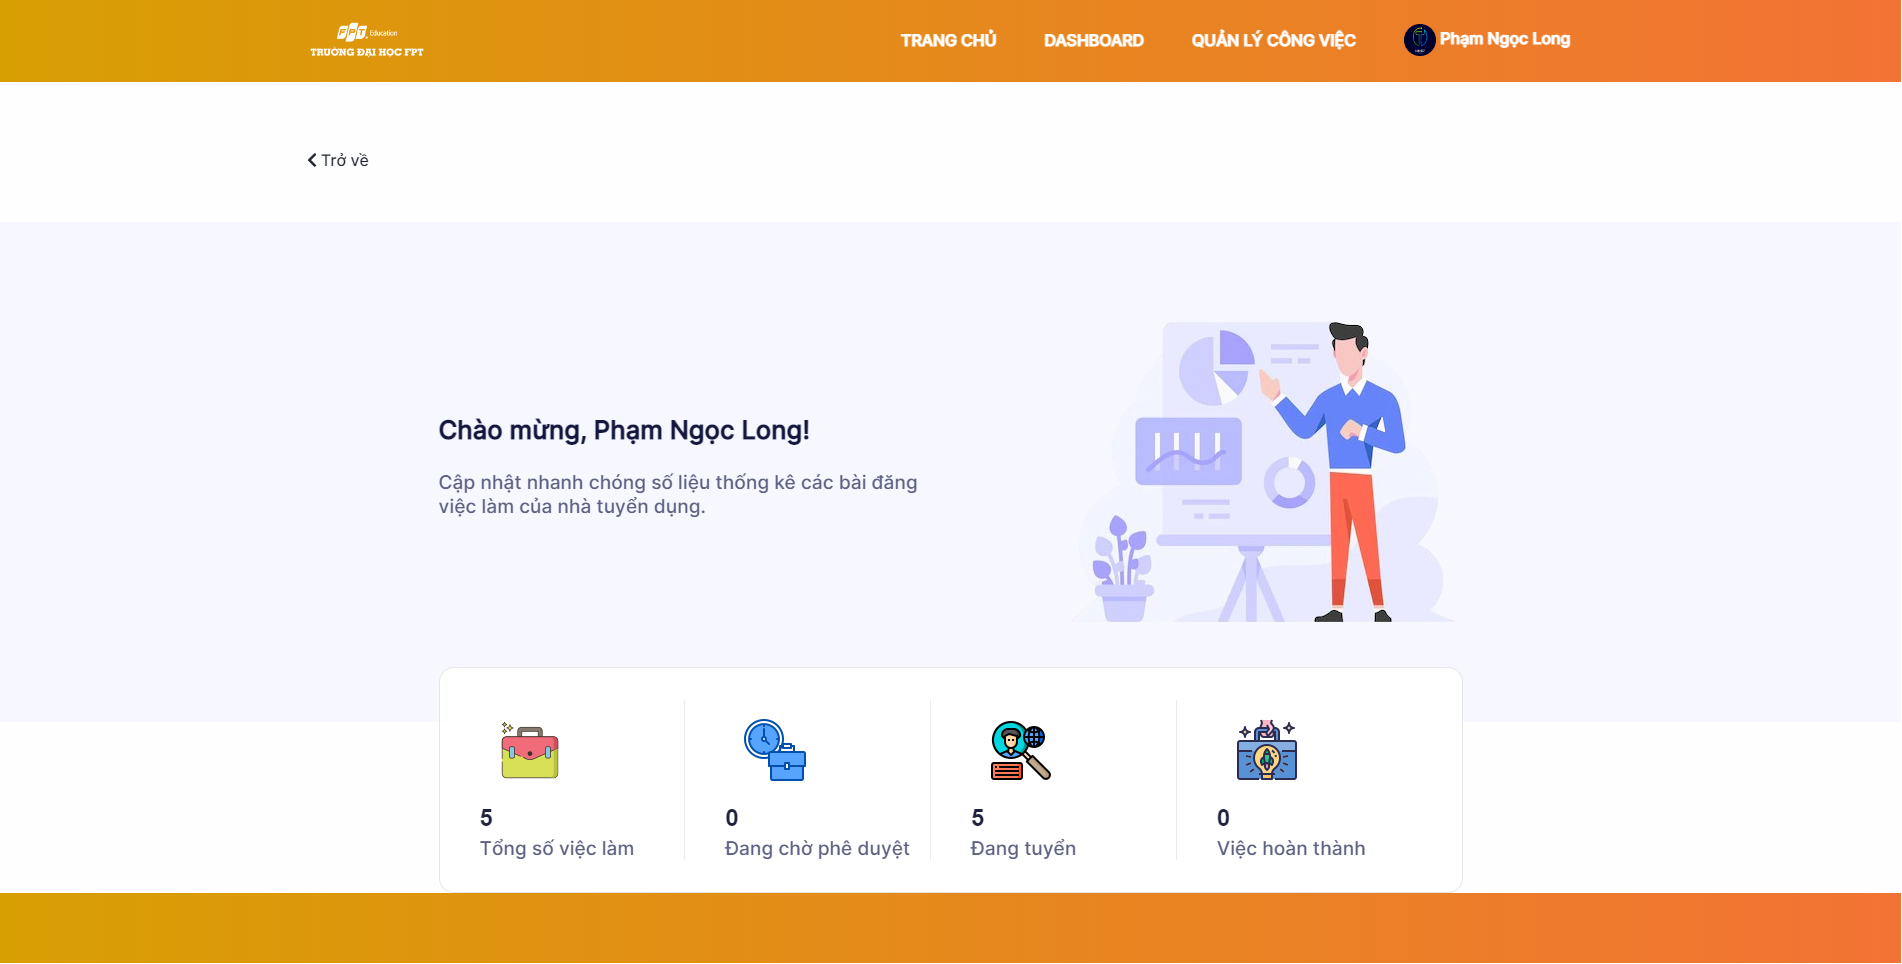 FPT Education
TRƯỜNG ĐẠI HỌC FPT
TRANG CHỦ
DASHBOARD
QUẢN LÝ CÔNG VIỆC
Phạm Ngọc Long
Trở về
Chào mừng, Phạm Ngọc Long!
Cập nhật nhanh chóng số liệu thống kê các bài đăng
việc làm của nhà tuyển dụng.
5
Tổng số việc làm
0
Đang chờ phê duyệt
5
Đang tuyển
0
Việc hoàn thành